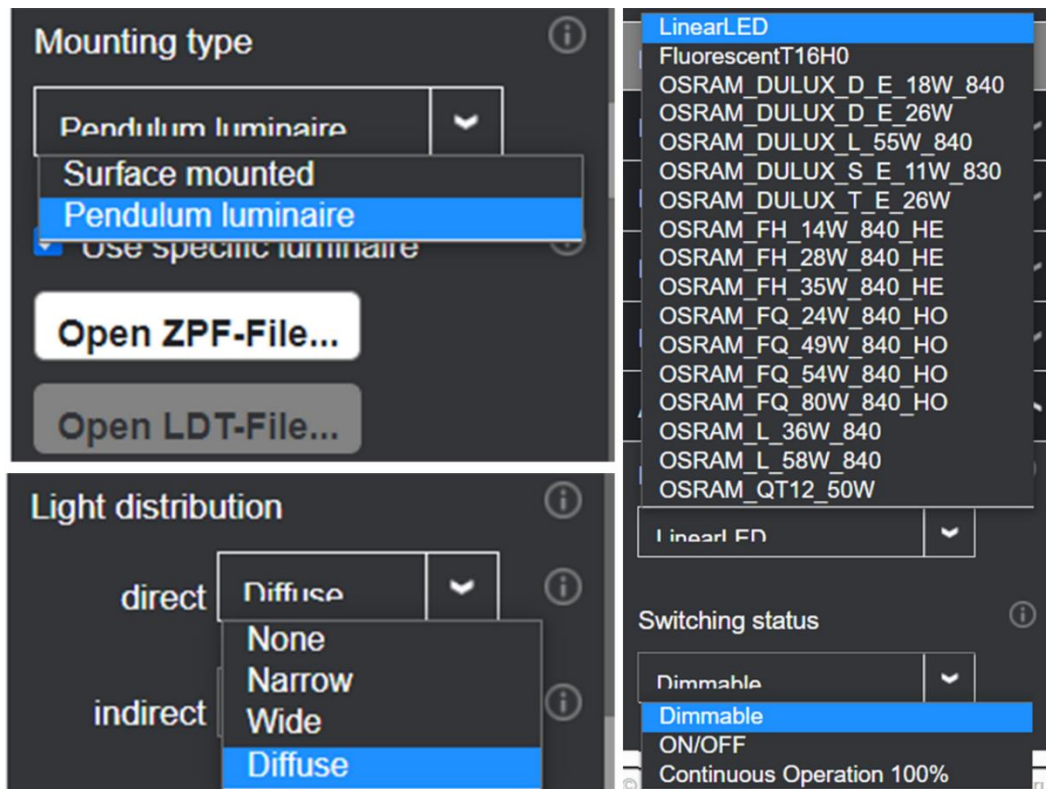 Mounting type
Pendulum luminaire
Surface mounted
Pendulum luminaire
Use specific luminaire
Open ZPF-File...
Open LDT-File...
Light distribution
direct
Diffuse
None
Narrow
indirect
Wide
Diffuse
LinearLED
FluorescentT16H0
OSRAM_DULUX_D_E_18W_840
OSRAM_DULUX_D_E_26W
OSRAM_DULUX_L_55W_840
OSRAM_DULUX_S_E_11W_830
OSRAM_DULUX_T_E_26W
OSRAM_FH_14W_840_HE
OSRAM_FH_28W_840_HE
OSRAM_FH_35W_840_HE
OSRAM_FQ_24W_840_HO
OSRAM_FQ_49W_840_HO
OSRAM_FQ_54W_840_HO
OSRAM_FQ_80W_840_HO
OSRAM_L_36W_840
OSRAM_L_58W_840
OSRAM_QT12_50W
LinearLED
Switching status
Dimmable
Dimmable
ON/OFF
Continuous Operation 100%